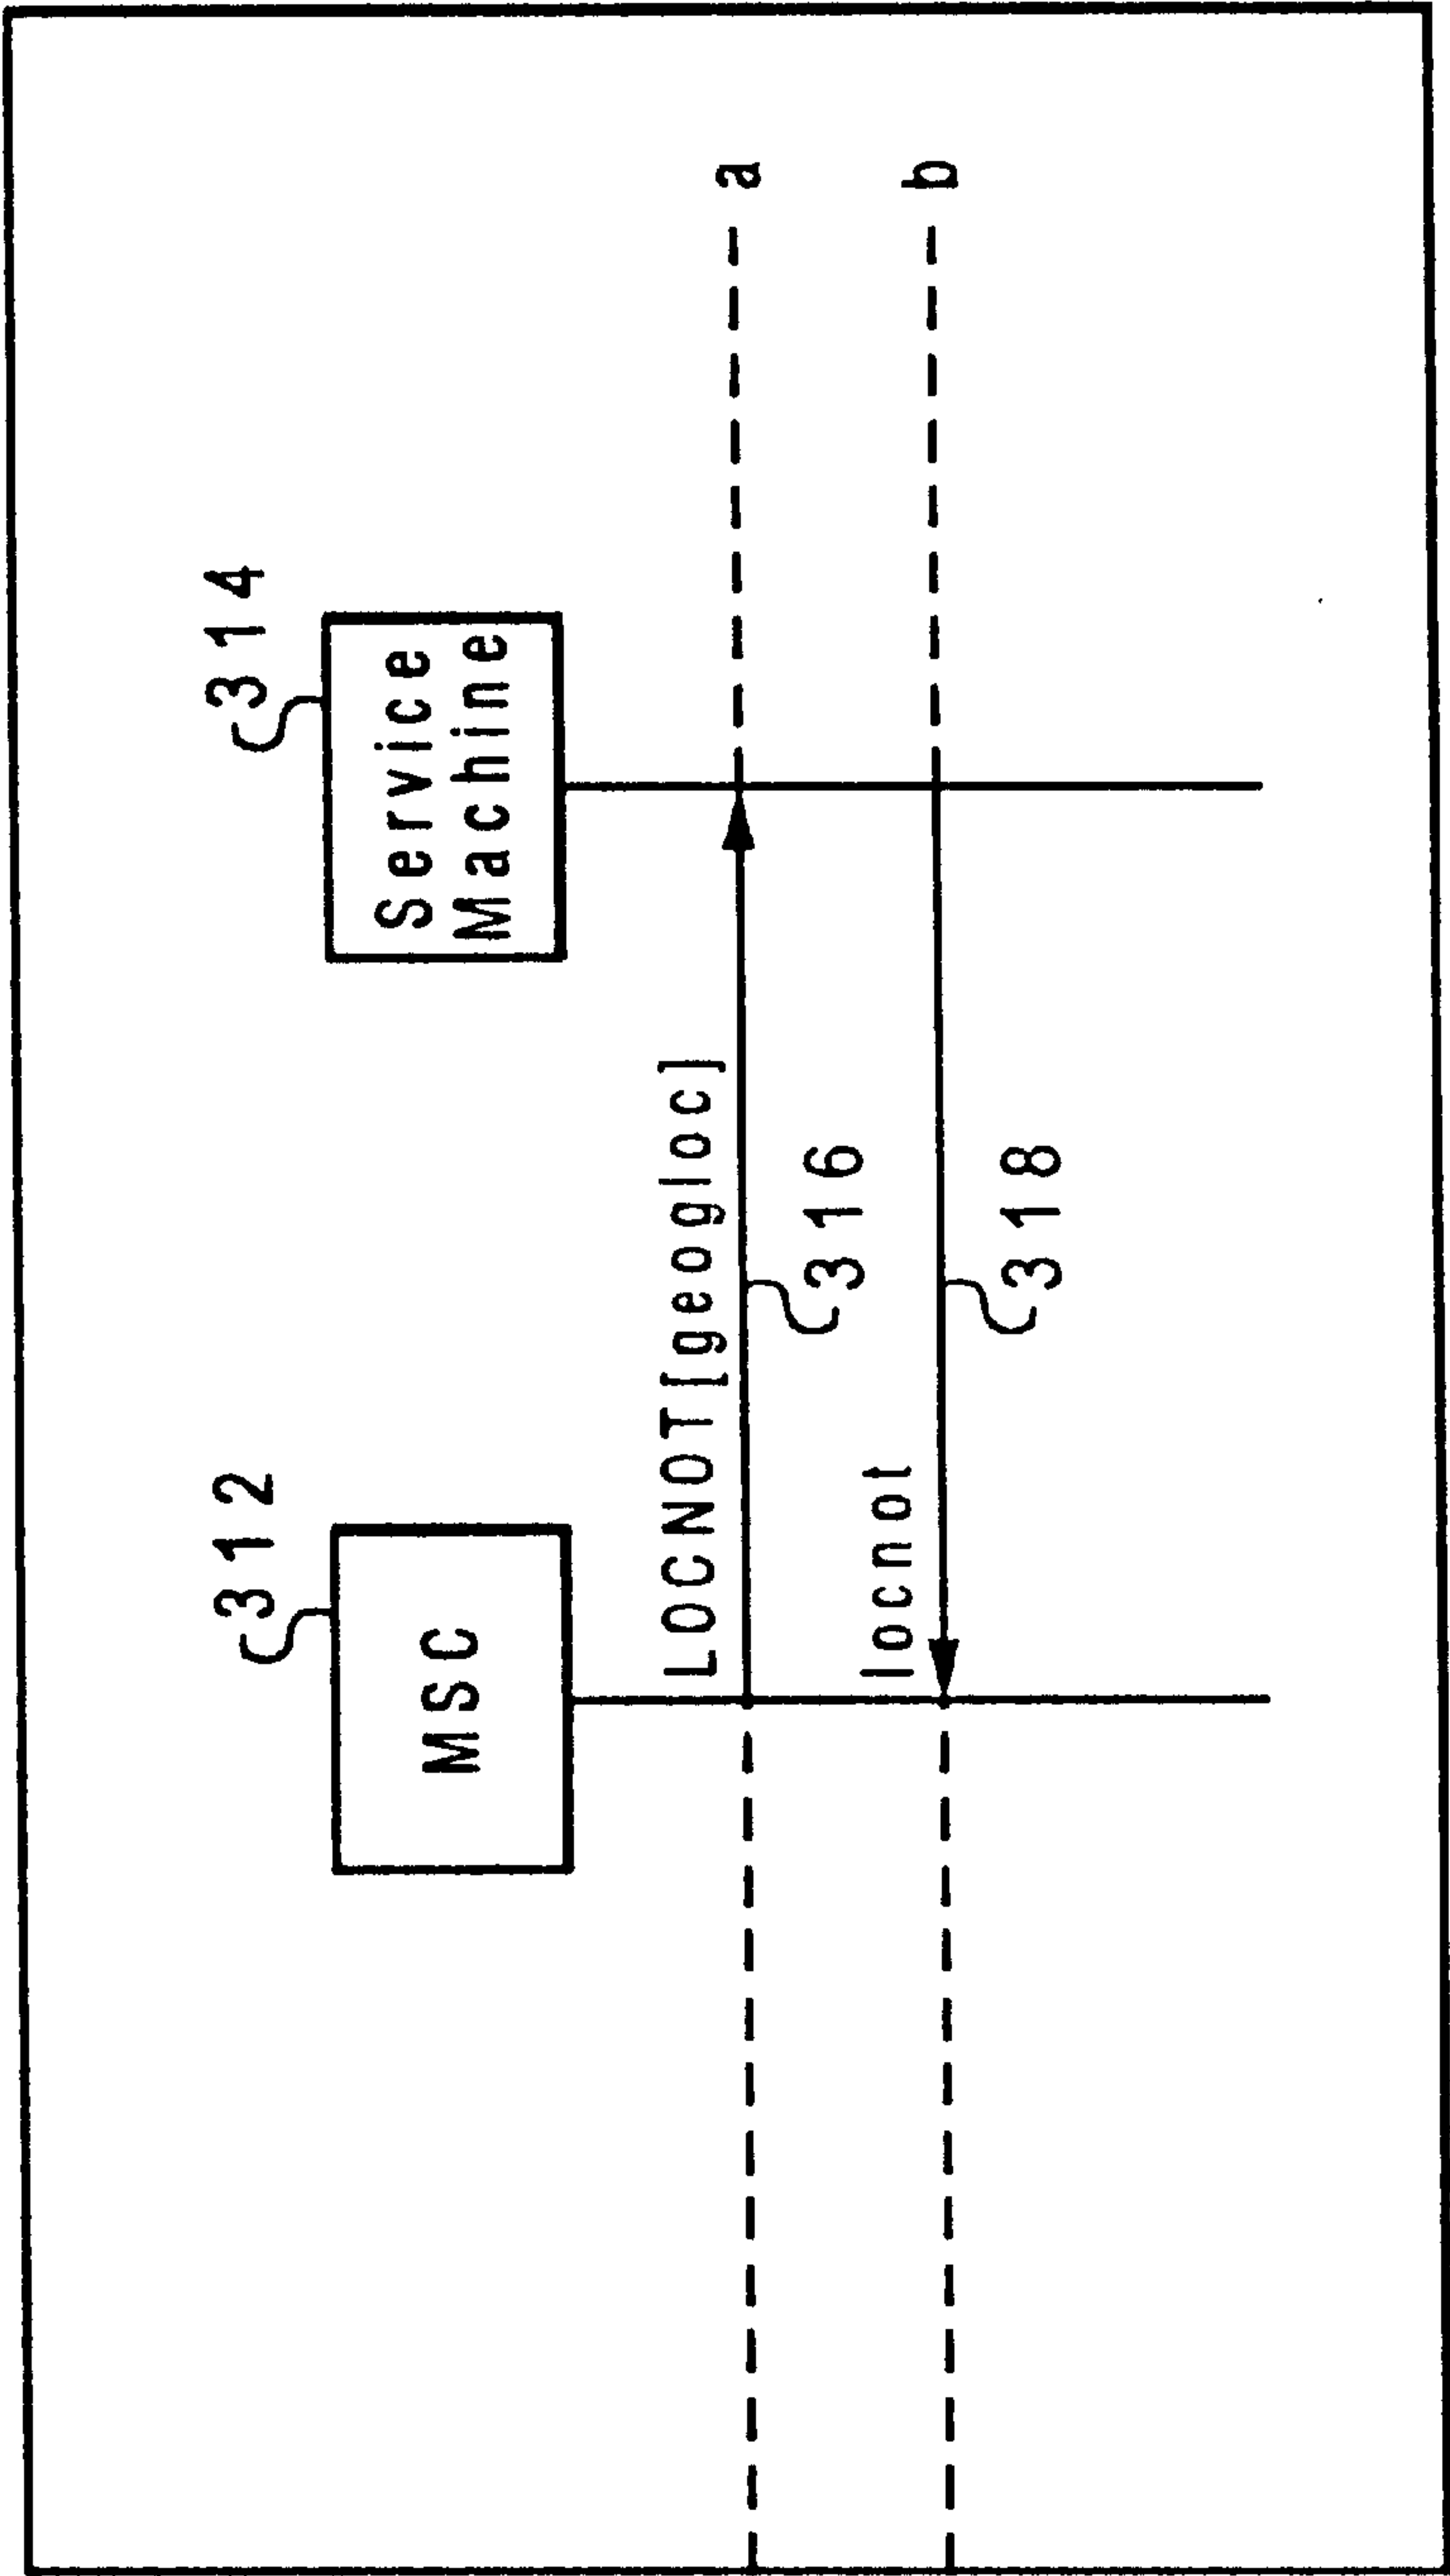 312
314
MSC
Service
Machine
LOCNOT[geogloc]
a
316
locnot
b
318